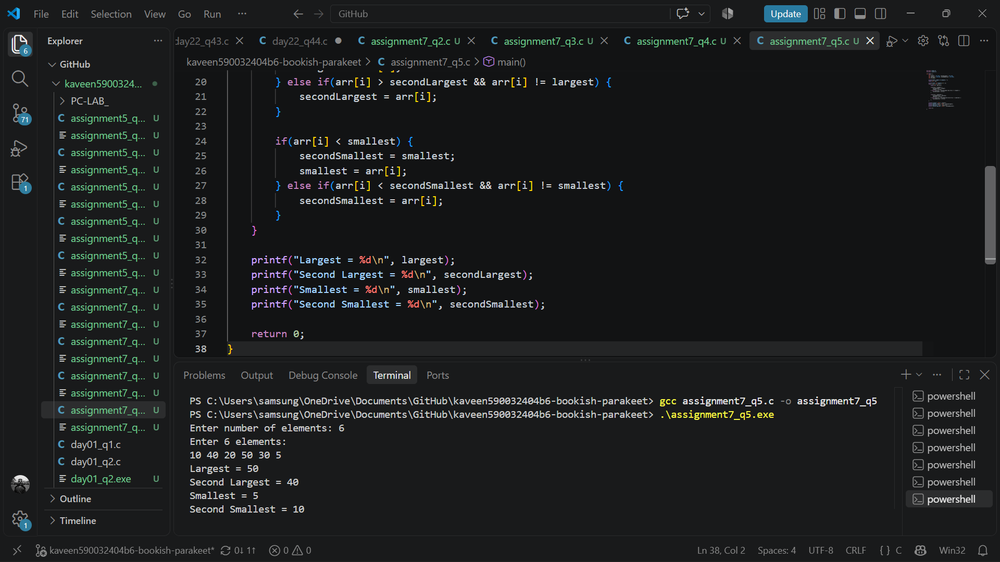 File Edit Selection View Go Run
GitHub
Update
Explorer
day22_q43.c
day22_q44.c
assignment7_q2.c U
assignment7_q3.c U
assignment7_q4.c U
assignment7_q5.c U
GitHub
kaveen5900324...
PC-LAB_
assignment5_q... U
assignment5_q... U
assignment5_q... U
assignment5_q... U
assignment5_q... U
assignment5_q... U
assignment5_q... U
assignment5_q... U
assignment5_q... U
assignment5_q... U
assignment7_q... U
assignment7_q... U
assignment7_q... U
assignment7_q... U
assignment7_q... U
assignment7_q... U
assignment7_q... U
assignment7_q... U
assignment7_q... U
day01_q1.c
day01_q2.c
day01_q2.exe U
Outline
Timeline
6
71
1
1
kaveen590032404b6-bookish-parakeet > assignment7_q5.c > main()
20 } else if(arr[i] > secondLargest && arr[i] != largest) {
21 secondLargest = arr[i];
22 }
23
24 if(arr[i] < smallest) {
25 secondSmallest = smallest;
26 smallest = arr[i];
27 } else if(arr[i] < secondSmallest && arr[i] != smallest) {
28 secondSmallest = arr[i];
29 }
30 }
31
32 printf("Largest = %d\n", largest);
33 printf("Second Largest = %d\n", secondLargest);
34 printf("Smallest = %d\n", smallest);
35 printf("Second Smallest = %d\n", secondSmallest);
36
37 return 0;
38 }
Problems Output Debug Console Terminal Ports
PS C:\Users\samsung\OneDrive\Documents\GitHub\kaveen590032404b6-bookish-parakeet> gcc assignment7_q5.c -o assignment7_q5
PS C:\Users\samsung\OneDrive\Documents\GitHub\kaveen590032404b6-bookish-parakeet> .\assignment7_q5.exe
Enter number of elements: 6
Enter 6 elements:
10 40 20 50 30 5
Largest = 50
Second Largest = 40
Smallest = 5
Second Smallest = 10
powershell
powershell
powershell
powershell
powershell
powershell
powershell
kaveen590032404b6-bookish-parakeet* 0↓ 1↑ 0 0
Ln 38, Col 2 Spaces: 4 UTF-8 CRLF {} C Win32